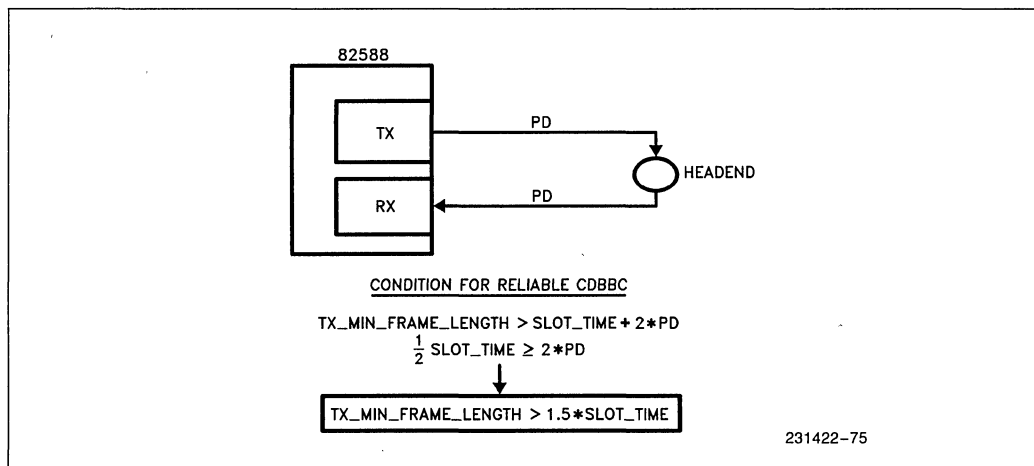 82588
TX
PD
HEADEND
RX
PD
CONDITION FOR RELIABLE CDBBC
TX_MIN_FRAME_LENGTH > SLOT_TIME + 2*PD
½ SLOT_TIME ≥ 2*PD
TX_MIN_FRAME_LENGTH > 1.5*SLOT_TIME
231422-75